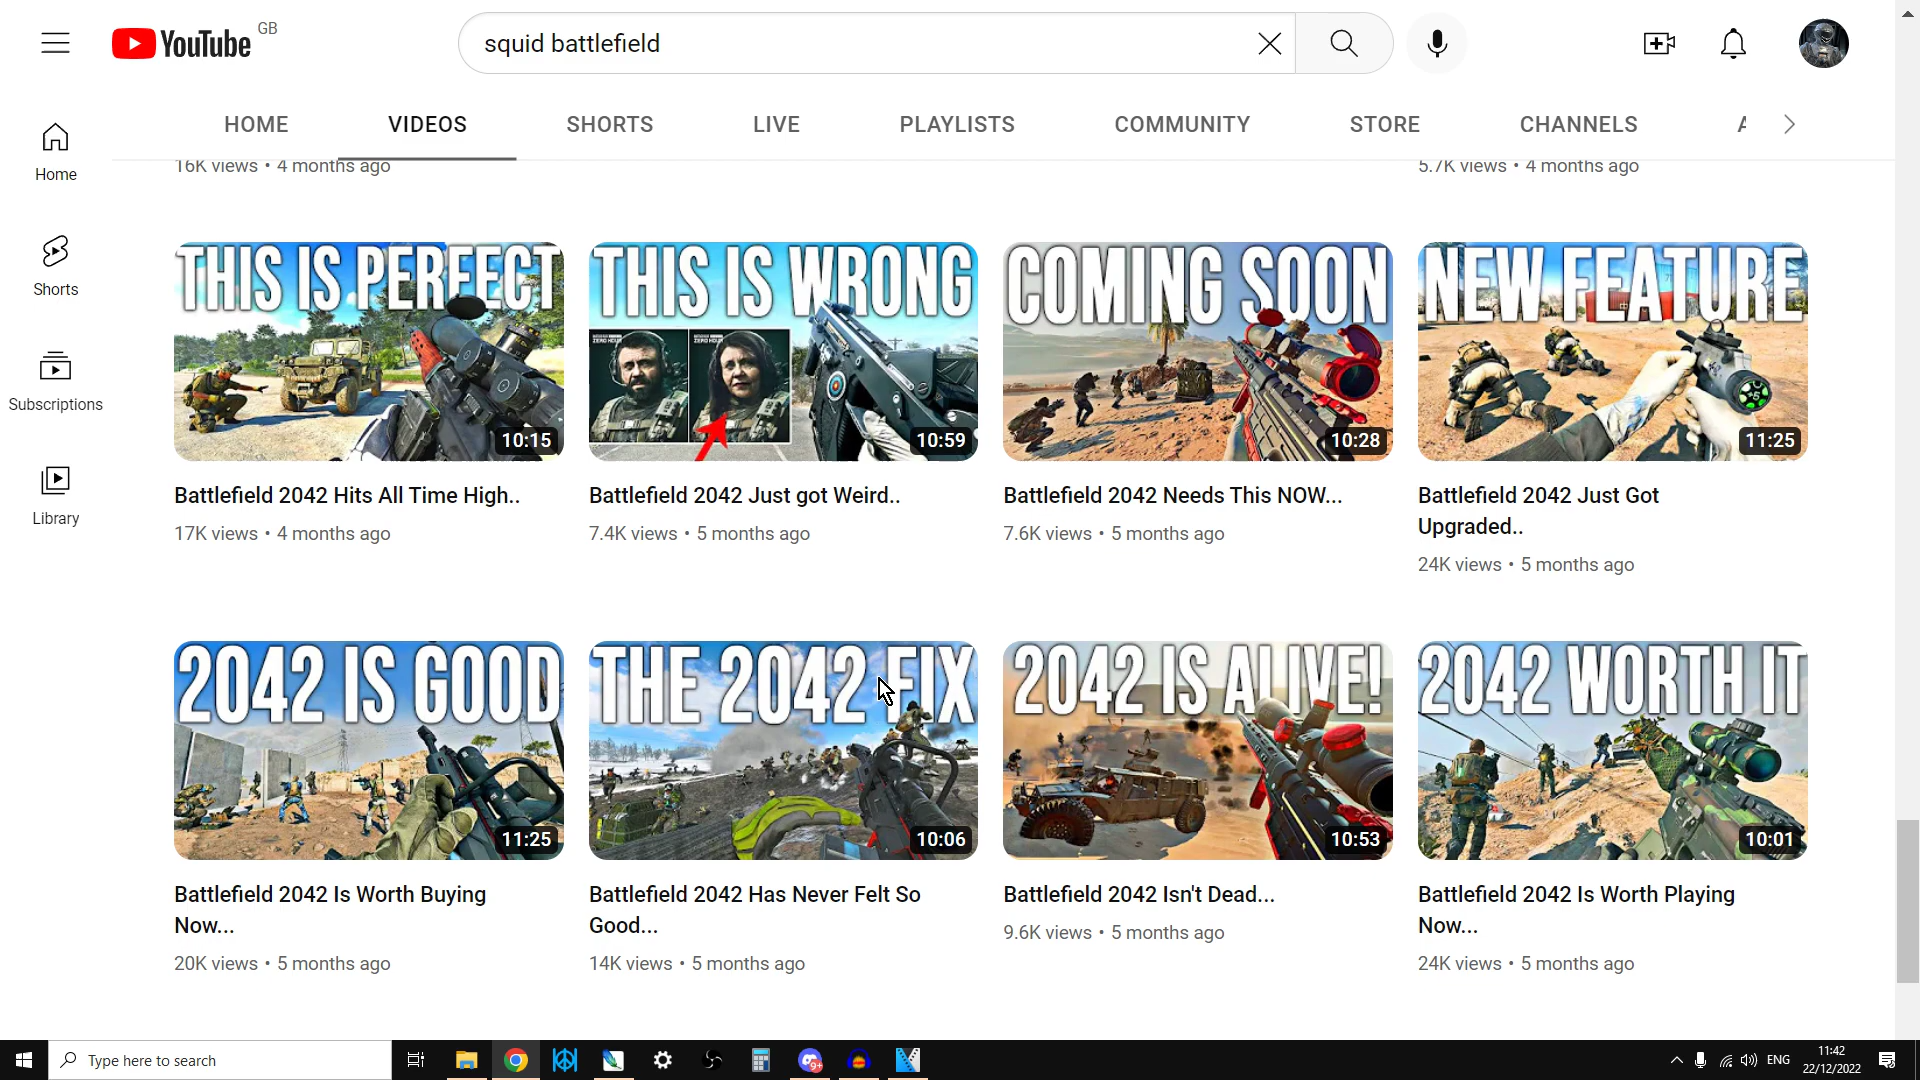 YouTube GB
squid battlefield
HOME VIDEOS SHORTS LIVE PLAYLISTS COMMUNITY STORE CHANNELS
Home
Shorts
Subscriptions
Library
16K views • 4 months ago
5.7K views • 4 months ago
THIS IS PERFECT
10:15
Battlefield 2042 Hits All Time High..
17K views • 4 months ago
THIS IS WRONG
ZERO HOUR
ZERO HOUR
10:59
Battlefield 2042 Just got Weird..
7.4K views • 5 months ago
COMING SOON
10:28
Battlefield 2042 Needs This NOW...
7.6K views • 5 months ago
NEW FEATURE
+5
11:25
Battlefield 2042 Just Got
Upgraded..
24K views • 5 months ago
2042 IS GOOD
11:25
Battlefield 2042 Is Worth Buying
Now...
20K views • 5 months ago
THE 2042 FIX
10:06
Battlefield 2042 Has Never Felt So
Good...
14K views • 5 months ago
2042 IS ALIVE!
10:53
Battlefield 2042 Isn't Dead...
9.6K views • 5 months ago
2042 WORTH IT
10:01
Battlefield 2042 Is Worth Playing
Now...
24K views • 5 months ago
Type here to search
9+
ENG
11:42
22/12/2022